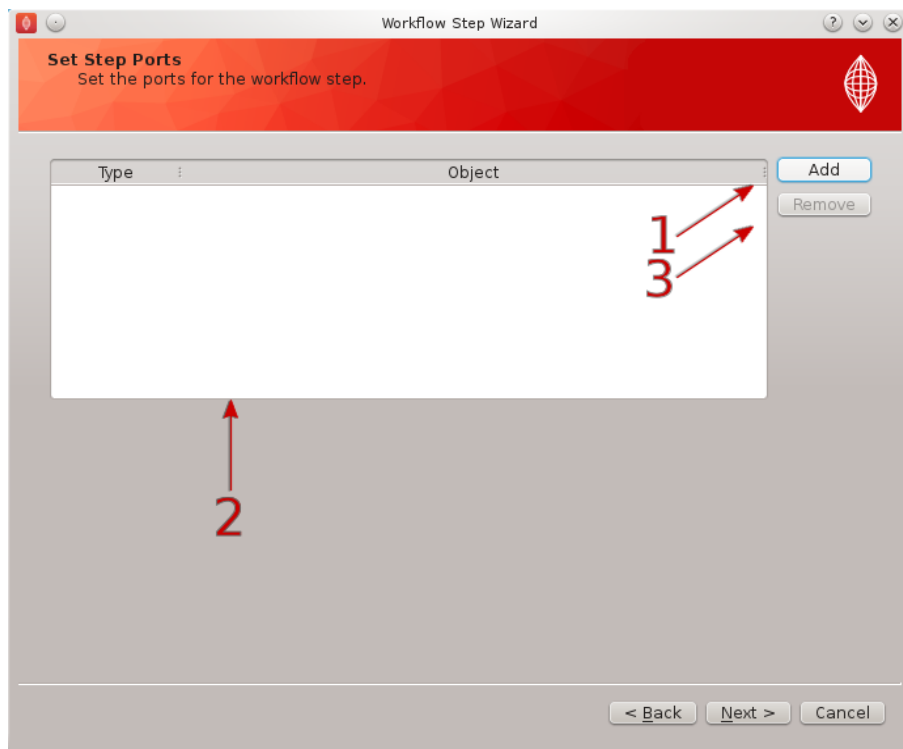 Workflow Step Wizard
Set Step Ports
Set the ports for the workflow step.
Type Object
Add
Remove
1
3
2
< Back Next > Cancel